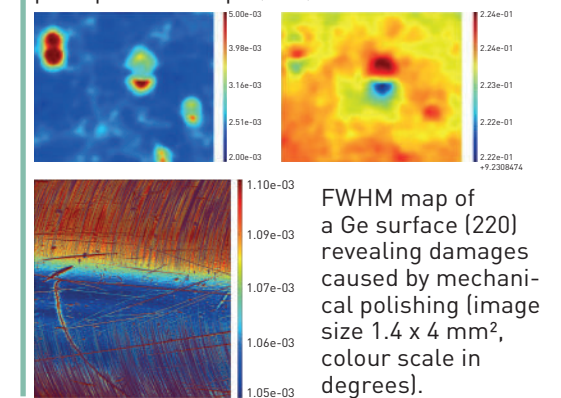 5.00e-03
3.98e-03
3.16e-03
2.51e-03
2.00e-03
2.24e-01
2.24e-01
2.23e-01
2.22e-01
2.22e-01
+9.2308474
1.10e-03
1.09e-03
1.07e-03
1.06e-03
1.05e-03
FWHM map of
a Ge surface (220)
revealing damages
caused by mechani-
cal polishing (image
size 1.4 x 4 mm²,
colour scale in
degrees).